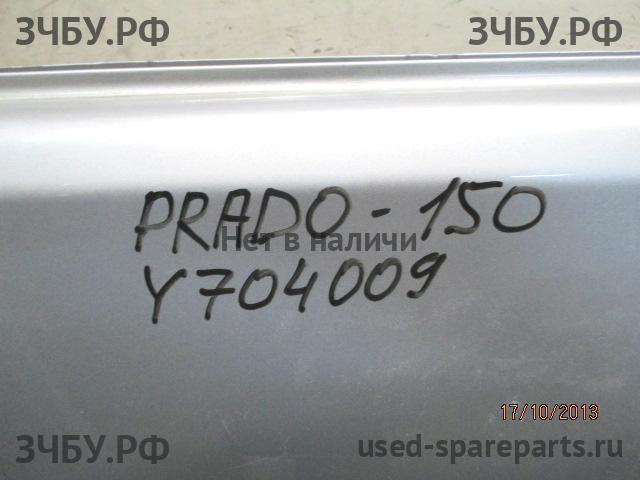 ЗЧБУ.РФ ЗЧБУ.РФ
PRADO-150
Нет в наличи
Y704009
17/10/2013
ЗЧБУ.РФ used-spareparts.ru